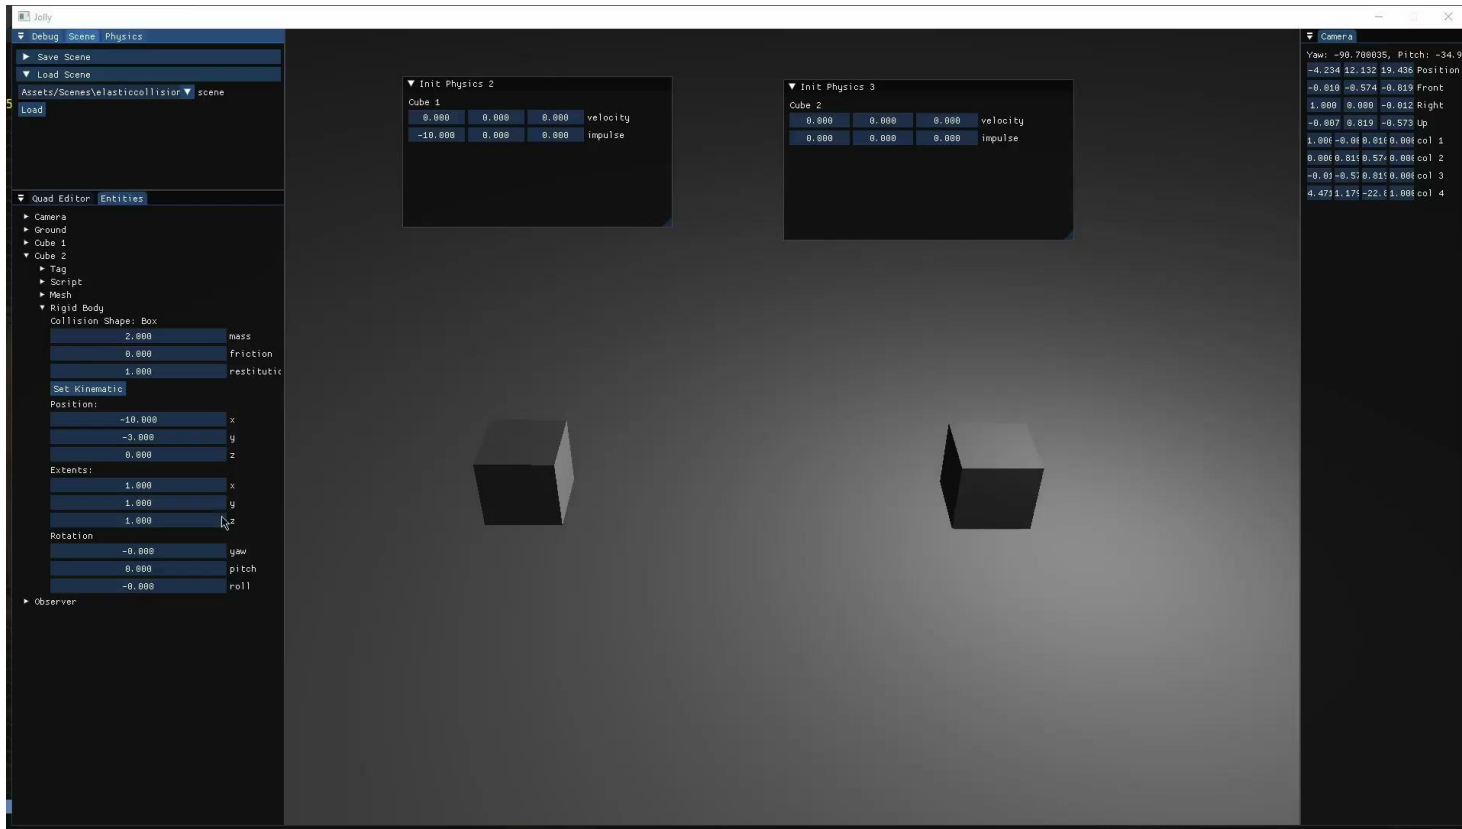 Jolly
Debug Scene Physics
Save Scene
Load Scene
Assets/Scenes\elasticcollision scene
Load
Quad Editor Entities
Camera
Ground
Cube 1
Cube 2
Tag
Script
Mesh
Rigid Body
Collision Shape: Box
2.000 mass
0.000 friction
1.000 restitutic
Set Kinematic
Position:
-10.000 x
-3.000 y
0.000 z
Extents:
1.000 x
1.000 y
1.000 z
Rotation
-0.000 yaw
0.000 pitch
-0.000 roll
Observer
Init Physics 2
Cube 1
0.000 0.000 0.000 velocity
-10.000 0.000 0.000 impulse
Init Physics 3
Cube 2
0.000 0.000 0.000 velocity
0.000 0.000 0.000 impulse
Camera
Yaw: -90.700035, Pitch: -34.9
-4.234 12.132 19.436 Position
-0.010 -0.574 -0.819 Front
1.000 0.000 -0.012 Right
-0.007 0.819 -0.573 Up
col 1
col 2
col 3
col 4